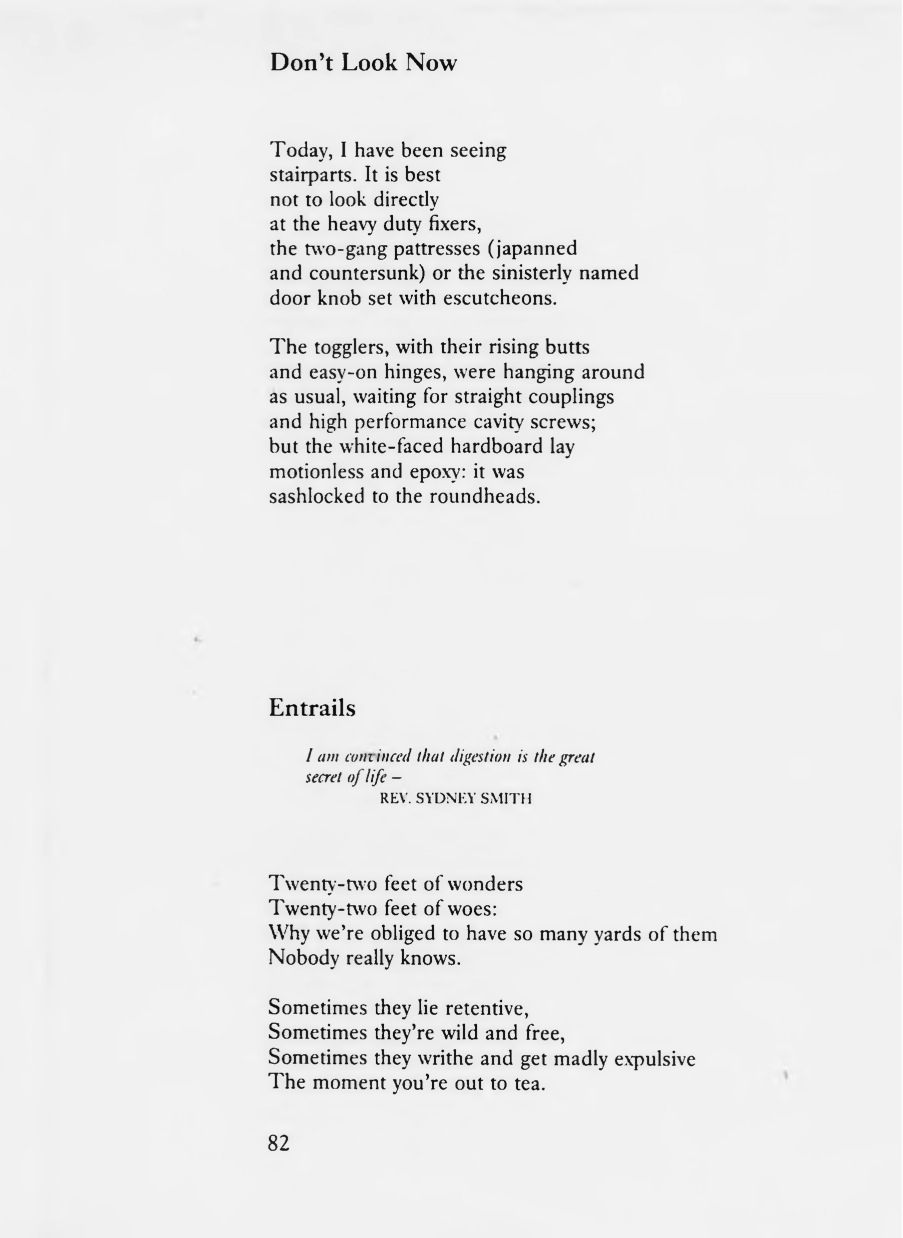 Don't Look Now
Today, I have been seeing
stairparts. It is best
not to look directly
at the heavy duty fixers,
the two-gang pattresses (japanned
and countersunk) or the sinisterly named
door knob set with escutcheons.
The togglers, with their rising butts
and easy-on hinges, were hanging around
as usual, waiting for straight couplings
and high performance cavity screws;
but the white-faced hardboard lay
motionless and epoxy: it was
sashlocked to the roundheads.
Entrails
I am convinced that digestion is the great
secret of life –
REV. SYDNEY SMITH
Twenty-two feet of wonders
Twenty-two feet of woes:
Why we're obliged to have so many yards of them
Nobody really knows.
Sometimes they lie retentive,
Sometimes they're wild and free,
Sometimes they writhe and get madly expulsive
The moment you're out to tea.
82